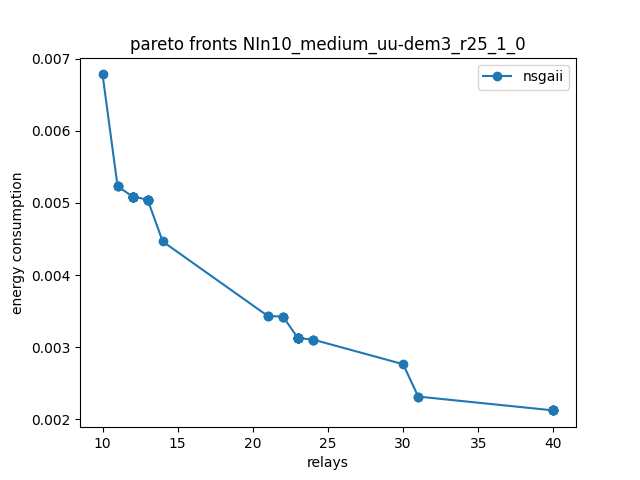 pareto fronts NIn10_medium_uu-dem3_r25_1_0
nsgaii
0.007
0.006
0.005
0.004
0.003
0.002
energy consumption
10 15 20 25 30 35 40
relays